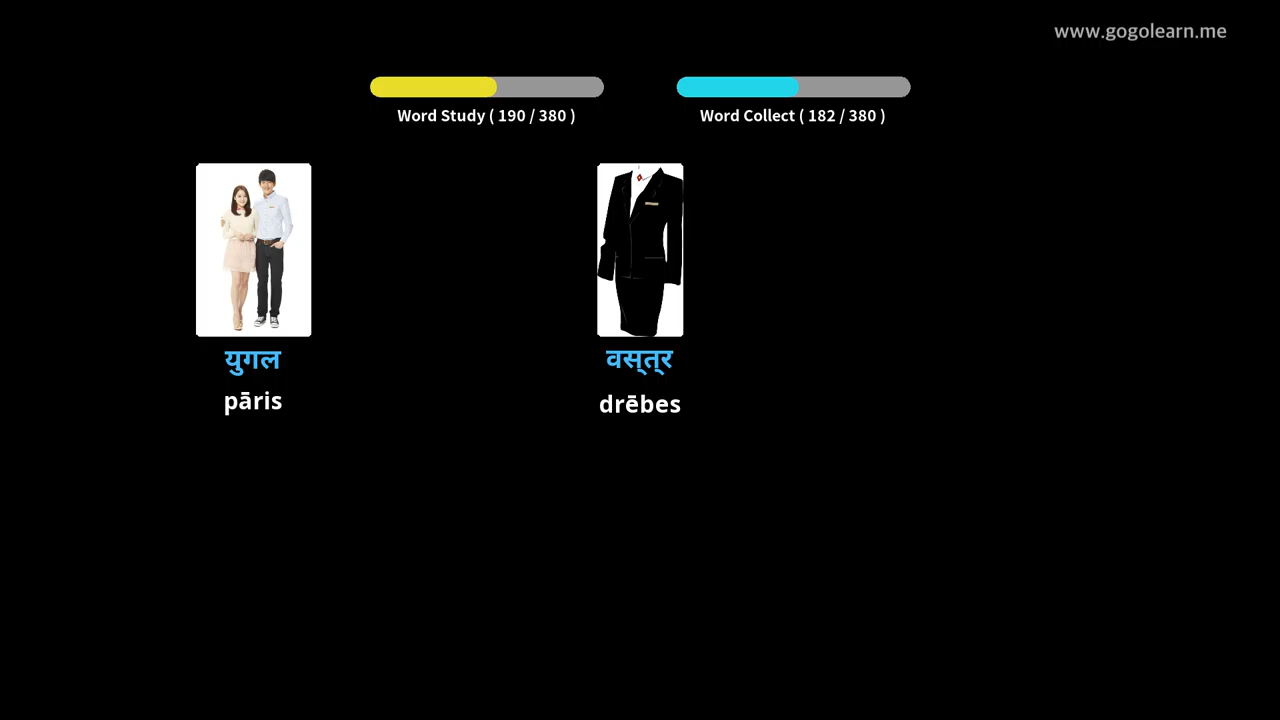 www.gogolearn.me
Word Study ( 190 / 380 )
Word Collect ( 182 / 380 )
युगल
वस्त्र
pāris
drēbes